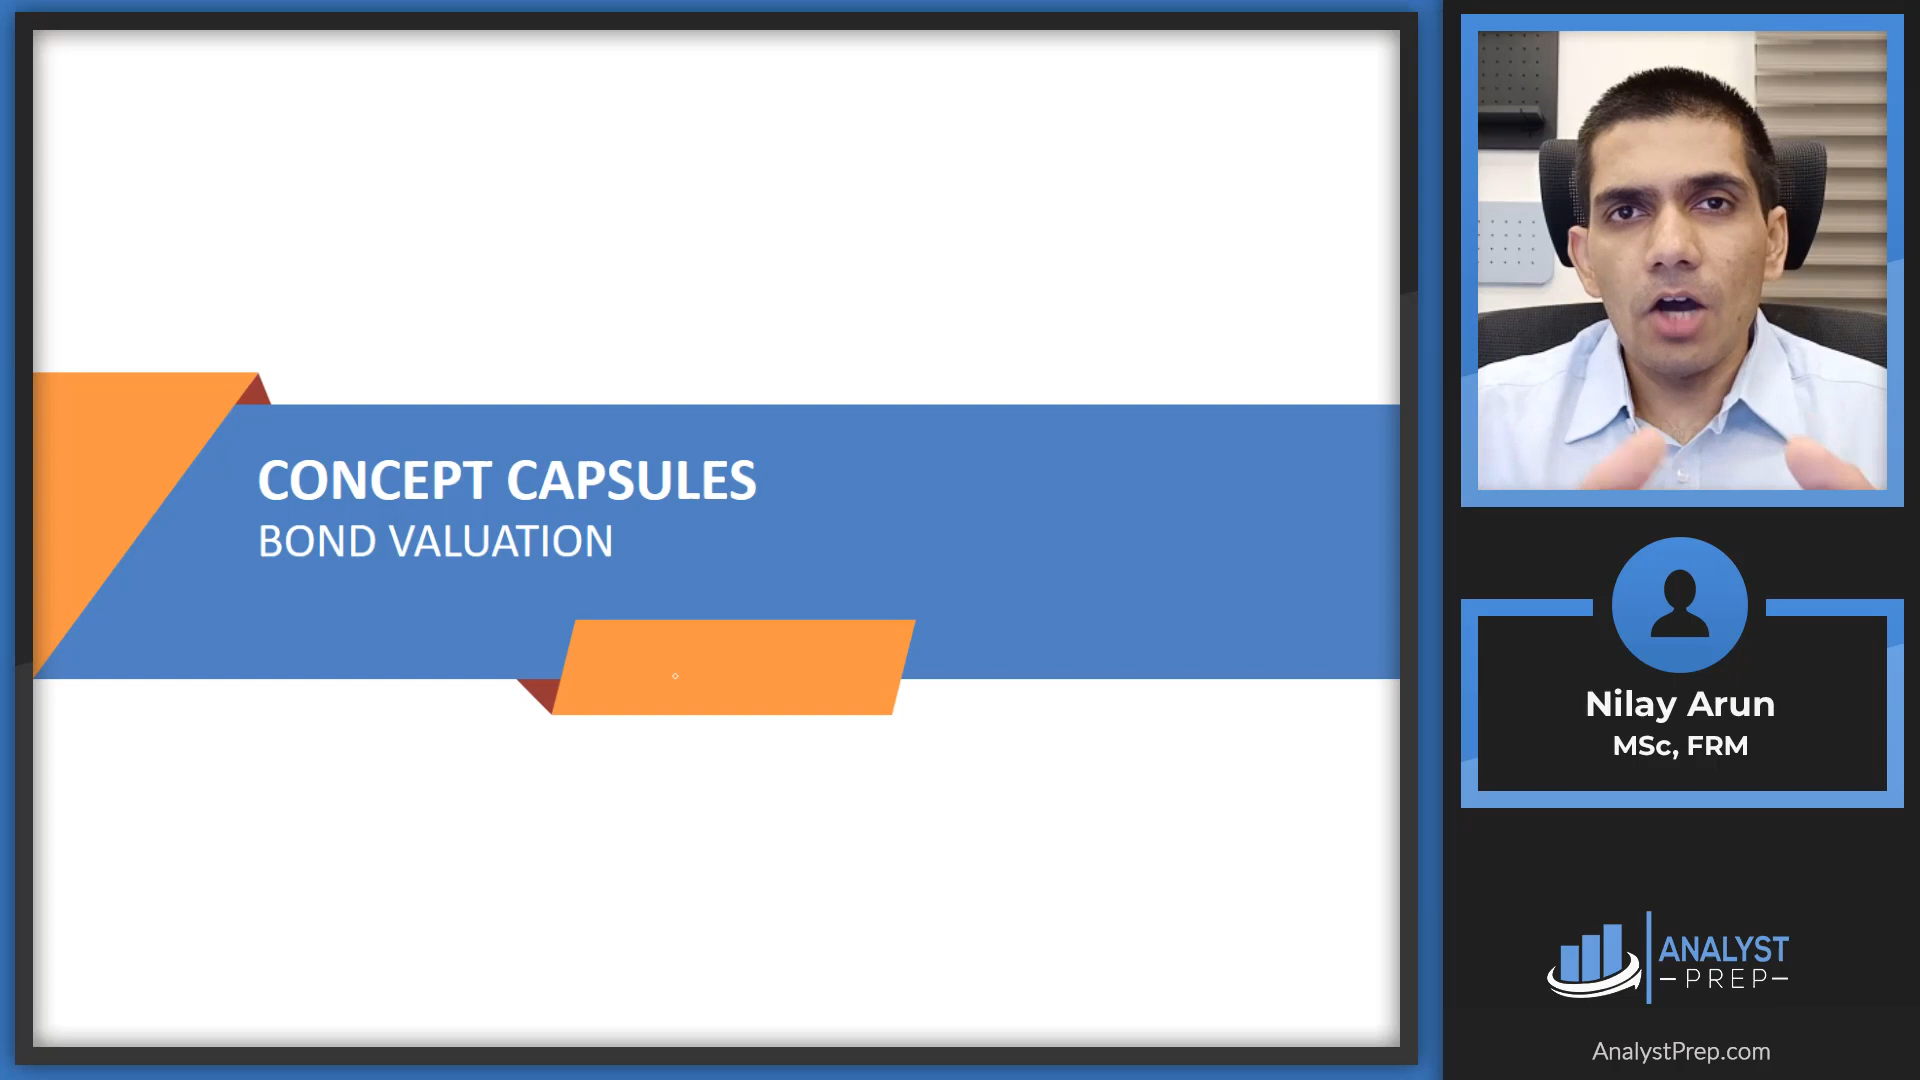 CONCEPT CAPSULES
BOND VALUATION
Nilay Arun
MSc, FRM
ANALYST
PREP
AnalystPrep.com